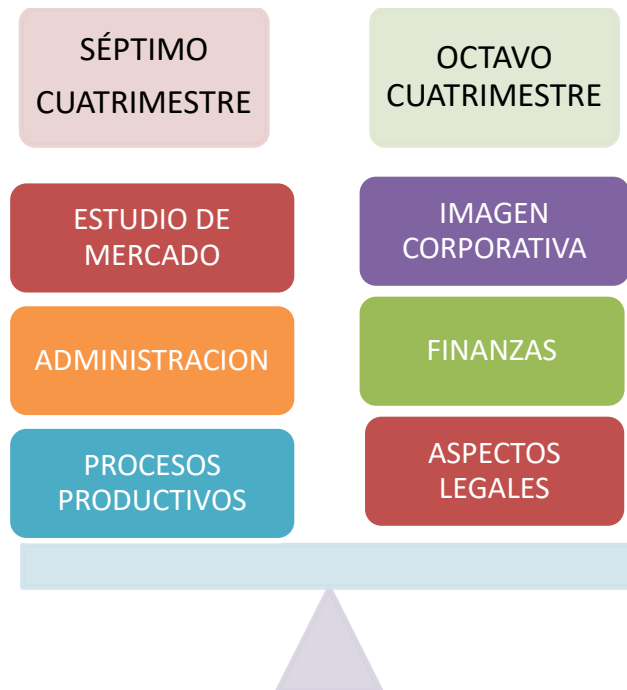 SÉPTIMO
CUATRIMESTRE
OCTAVO
CUATRIMESTRE
ESTUDIO DE
MERCADO
IMAGEN
CORPORATIVA
ADMINISTRACION
FINANZAS
PROCESOS
PRODUCTIVOS
ASPECTOS
LEGALES